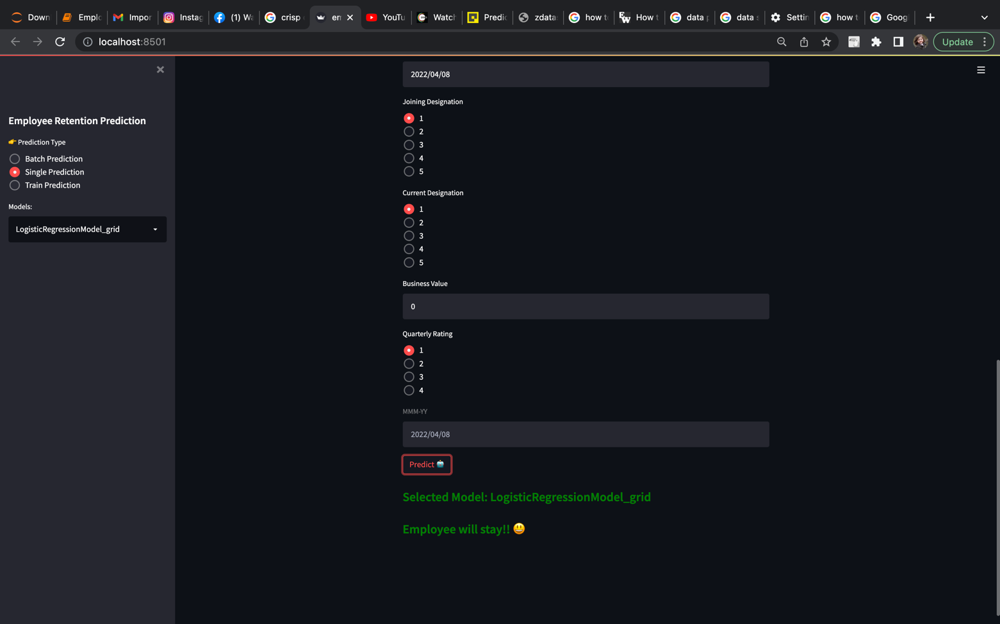 Down
Emplo
Impor
Instag
(1) Wa
crisp
en
YouTu
Watch
Predic
zdata
how t
How t
data p
data s
Settin
how t
Goog
localhost:8501
Update
Employee Retention Prediction
👉 Prediction Type
Batch Prediction
Single Prediction
Train Prediction
Models:
LogisticRegressionModel_grid
2022/04/08
Joining Designation
1
2
3
4
5
Current Designation
1
2
3
4
5
Business Value
0
Quarterly Rating
1
2
3
4
MMM-YY
2022/04/08
Predict
Selected Model: LogisticRegressionModel_grid
Employee will stay!! 😃